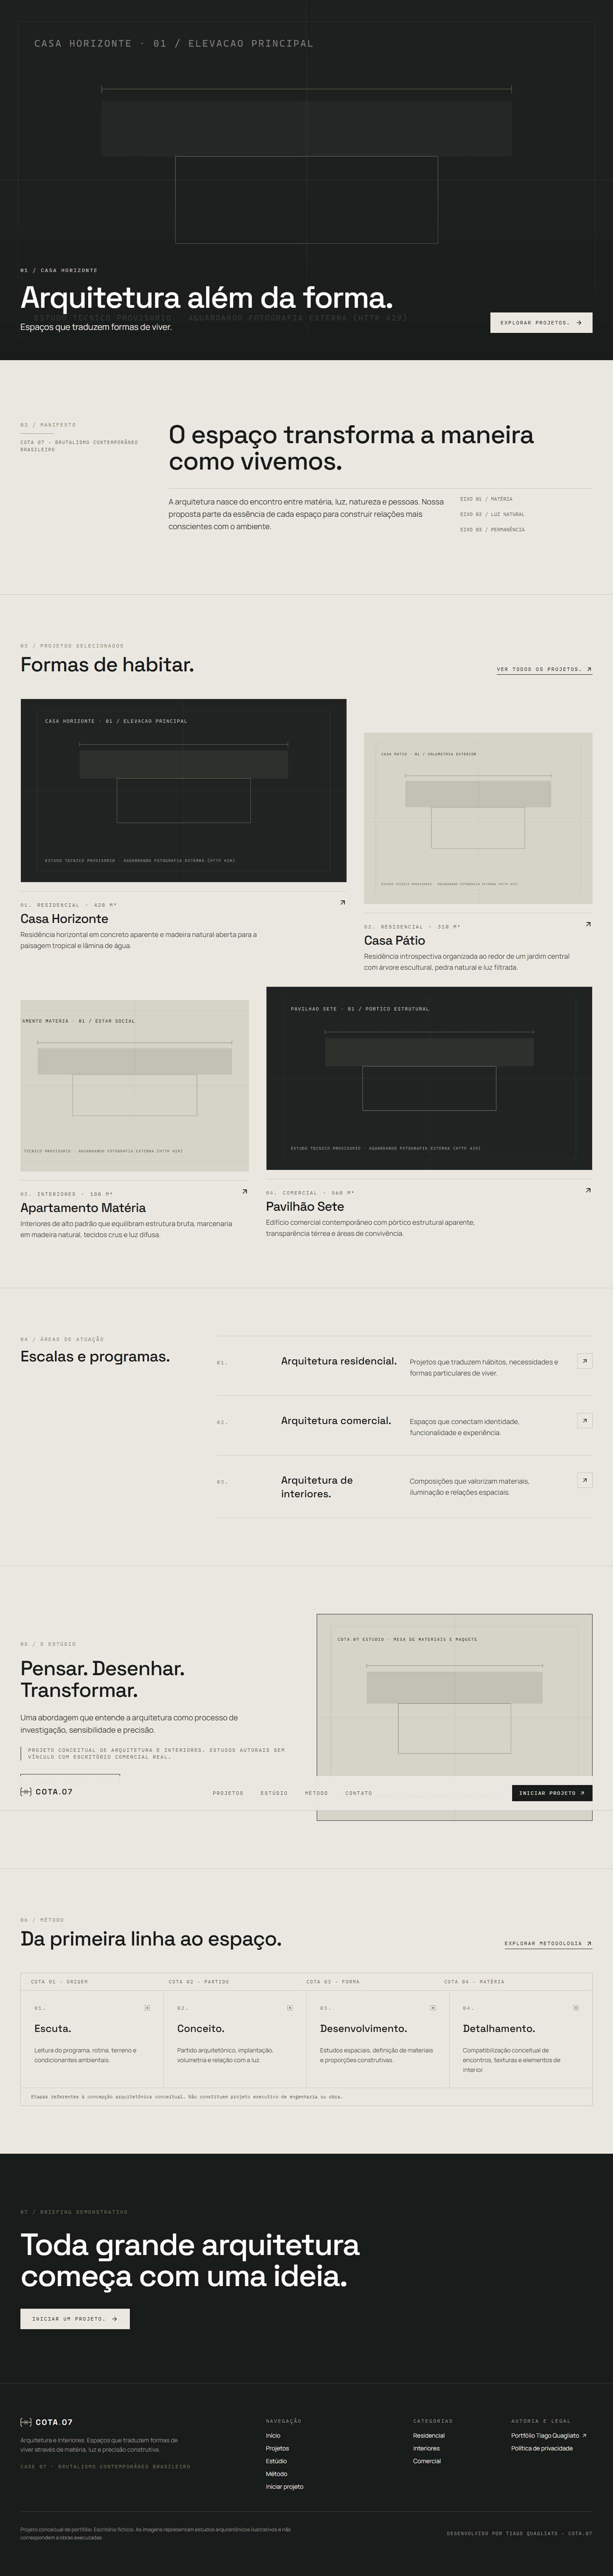 CASA HORIZONTE · 01 / ELEVACAO PRINCIPAL
01 / CASA HORIZONTE
Arquitetura além da forma.
ESTUDO TECNICO PROVISORIO · AGUARDANDO FOTOGRAFIA EXTERNA (HTTP 429)
Espaços que traduzem formas de viver.
EXPLORAR PROJETOS.
02 / MANIFESTO
COTA 07 — BRUTALISMO CONTEMPORÂNEO
BRASILEIRO
O espaço transforma a maneira
como vivemos.
A arquitetura nasce do encontro entre matéria, luz, natureza e pessoas. Nossa
proposta parte da essência de cada espaço para construir relações mais
conscientes com o ambiente.
EIXO 01 / MATÉRIA
EIXO 02 / LUZ NATURAL
EIXO 03 / PERMANÊNCIA
03 / PROJETOS SELECIONADOS
Formas de habitar.
VER TODOS OS PROJETOS.
CASA HORIZONTE · 01 / ELEVACAO PRINCIPAL
ESTUDO TECNICO PROVISORIO · AGUARDANDO FOTOGRAFIA EXTERNA (HTTP 429)
01. RESIDENCIAL · 420 M²
Casa Horizonte
Residência horizontal em concreto aparente e madeira natural aberta para a
paisagem tropical e lâmina de água.
CASA PATIO · 01 / VOLUMETRIA EXTERIOR
ESTUDO TECNICO PROVISORIO · AGUARDANDO FOTOGRAFIA EXTERNA (HTTP 429)
02. RESIDENCIAL · 310 M²
Casa Pátio
Residência introspectiva organizada ao redor de um jardim central
com árvore escultural, pedra natural e luz filtrada.
AMENTO MATERIA · 01 / ESTAR SOCIAL
TECNICO PROVISORIO · AGUARDANDO FOTOGRAFIA EXTERNA (HTTP 429)
03. INTERIORES · 180 M²
Apartamento Matéria
Interiores de alto padrão que equilibram estrutura bruta, marcenaria
em madeira natural, tecidos crus e luz difusa.
PAVILHAO SETE · 01 / PORTICO ESTRUTURAL
ESTUDO TECNICO PROVISORIO · AGUARDANDO FOTOGRAFIA EXTERNA (HTTP 429)
04. COMERCIAL · 560 M²
Pavilhão Sete
Edifício comercial contemporâneo com pórtico estrutural aparente,
transparência térrea e áreas de convivência.
04 / ÁREAS DE ATUAÇÃO
Escalas e programas.
01.
Arquitetura residencial.
Projetos que traduzem hábitos, necessidades e
formas particulares de viver.
02.
Arquitetura comercial.
Espaços que conectam identidade,
funcionalidade e experiência.
03.
Arquitetura de
interiores.
Composições que valorizam materiais,
iluminação e relações espaciais.
05 / O ESTÚDIO
Pensar. Desenhar.
Transformar.
Uma abordagem que entende a arquitetura como processo de
investigação, sensibilidade e precisão.
PROJETO CONCEITUAL DE ARQUITETURA E INTERIORES. ESTUDOS AUTORAIS SEM
VÍNCULO COM ESCRITÓRIO COMERCIAL REAL.
COTA.07 ESTUDIO · MESA DE MATERIAIS E MAQUETE
COTA.07
PROJETOS
ESTÚDIO
MÉTODO
CONTATO
INICIAR PROJETO
06 / MÉTODO
Da primeira linha ao espaço.
EXPLORAR METODOLOGIA
COTA 01 — ORIGEM
COTA 02 — PARTIDO
COTA 03 — FORMA
COTA 04 — MATÉRIA
01.
Escuta.
Leitura do programa, rotina, terreno e
condicionantes ambientais.
02.
Conceito.
Partido arquitetônico, implantação,
volumetria e relação com a luz.
03.
Desenvolvimento.
Estudos espaciais, definição de materiais
e proporções construtivas.
04.
Detalhamento.
Compatibilização conceitual de
encontros, texturas e elementos de
interior.
Etapas referentes à concepção arquitetônica conceitual. Não constituem projeto executivo de engenharia ou obra.
07 / BRIEFING DEMONSTRATIVO
Toda grande arquitetura
começa com uma ideia.
INICIAR UM PROJETO.
COTA.07
Arquitetura e Interiores. Espaços que traduzem formas de
viver através de matéria, luz e precisão construtiva.
CASE 07 — BRUTALISMO CONTEMPORÂNEO BRASILEIRO
NAVEGAÇÃO
Início
Projetos
Estúdio
Método
Iniciar projeto
CATEGORIAS
Residencial
Interiores
Comercial
AUTORIA E LEGAL
Portfólio Tiago Quagliato
Política de privacidade
Projeto conceitual de portfólio. Escritório fictício. As imagens representam estudos arquitetônicos ilustrativos e não
correspondem a obras executadas.
DESENVOLVIDO POR TIAGO QUAGLIATO — COTA.07